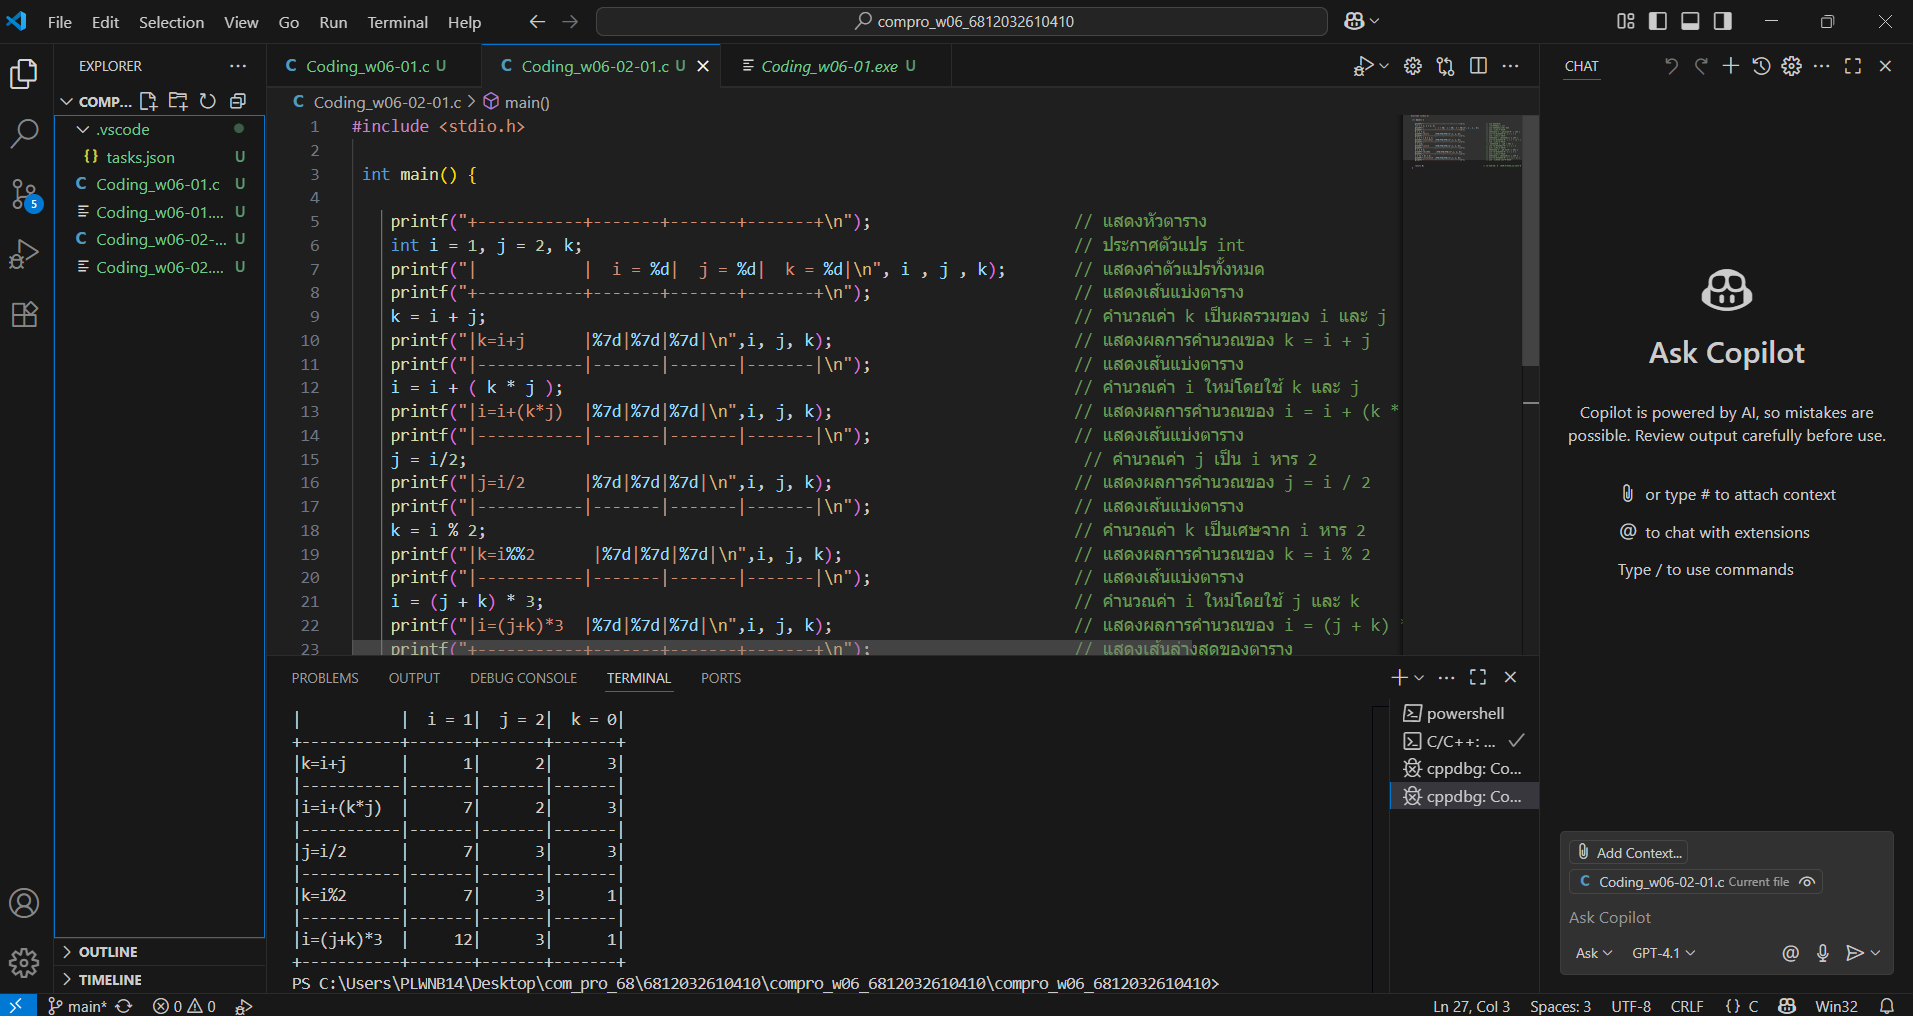 File Edit Selection View Go Run Terminal Help
compro_w06_6812032610410
EXPLORER
COMP...
.vscode
{} tasks.json U
C Coding_w06-01.c U
Coding_w06-01.... U
C Coding_w06-02-... U
Coding_w06-02.... U
OUTLINE
TIMELINE
5
C Coding_w06-01.c U
C Coding_w06-02-01.c U
Coding_w06-01.exe U
C Coding_w06-02-01.c > main()
1 #include <stdio.h>
2
3 int main() {
4
5 printf("+-----------+-------+-------+-------+\n"); // แสดงหัวตาราง
6 int i = 1, j = 2, k; // ประกาศตัวแปร int
7 printf("|           |  i = %d|  j = %d|  k = %d|\n", i , j , k); // แสดงค่าตัวแปรทั้งหมด
8 printf("+-----------+-------+-------+-------+\n"); // แสดงเส้นแบ่งตาราง
9 k = i + j; // คำนวณค่า k เป็นผลรวมของ i และ j
10 printf("|k=i+j      |%7d|%7d|%7d|\n",i, j, k); // แสดงผลการคำนวณของ k = i + j
11 printf("|-----------|-------|-------|-------|\n"); // แสดงเส้นแบ่งตาราง
12 i = i + ( k * j ); // คำนวณค่า i ใหม่โดยใช้ k และ j
13 printf("|i=i+(k*j)  |%7d|%7d|%7d|\n",i, j, k); // แสดงผลการคำนวณของ i = i + (k *
14 printf("|-----------|-------|-------|-------|\n"); // แสดงเส้นแบ่งตาราง
15 j = i/2; // คำนวณค่า j เป็น i หาร 2
16 printf("|j=i/2      |%7d|%7d|%7d|\n",i, j, k); // แสดงผลการคำนวณของ j = i / 2
17 printf("|-----------|-------|-------|-------|\n"); // แสดงเส้นแบ่งตาราง
18 k = i % 2; // คำนวณค่า k เป็นเศษจาก i หาร 2
19 printf("|k=i%%2      |%7d|%7d|%7d|\n",i, j, k); // แสดงผลการคำนวณของ k = i % 2
20 printf("|-----------|-------|-------|-------|\n"); // แสดงเส้นแบ่งตาราง
21 i = (j + k) * 3; // คำนวณค่า i ใหม่โดยใช้ j และ k
22 printf("|i=(j+k)*3  |%7d|%7d|%7d|\n",i, j, k); // แสดงผลการคำนวณของ i = (j + k)
23 printf("+-----------+-------+-------+-------+\n"); // แสดงเส้นล่างสุดของตาราง
PROBLEMS OUTPUT DEBUG CONSOLE TERMINAL PORTS
|           |  i = 1|  j = 2|  k = 0|
+-----------+-------+-------+-------+
|k=i+j      |      1|      2|      3|
|-----------|-------|-------|-------|
|i=i+(k*j)  |      7|      2|      3|
|-----------|-------|-------|-------|
|j=i/2      |      7|      3|      3|
|-----------|-------|-------|-------|
|k=i%2      |      7|      3|      1|
|-----------|-------|-------|-------|
|i=(j+k)*3  |     12|      3|      1|
+-----------+-------+-------+-------+
PS C:\Users\PLWNB14\Desktop\com_pro_68\6812032610410\compro_w06_6812032610410\compro_w06_6812032610410>
powershell
C/C++: ...
cppdbg: Co...
cppdbg: Co...
CHAT
Ask Copilot
Copilot is powered by AI, so mistakes are
possible. Review output carefully before use.
or type # to attach context
@ to chat with extensions
Type / to use commands
Add Context...
C Coding_w06-02-01.c Current file
Ask Copilot
Ask GPT-4.1 @
main* 0 0
Ln 27, Col 3 Spaces: 3 UTF-8 CRLF {} C Win32